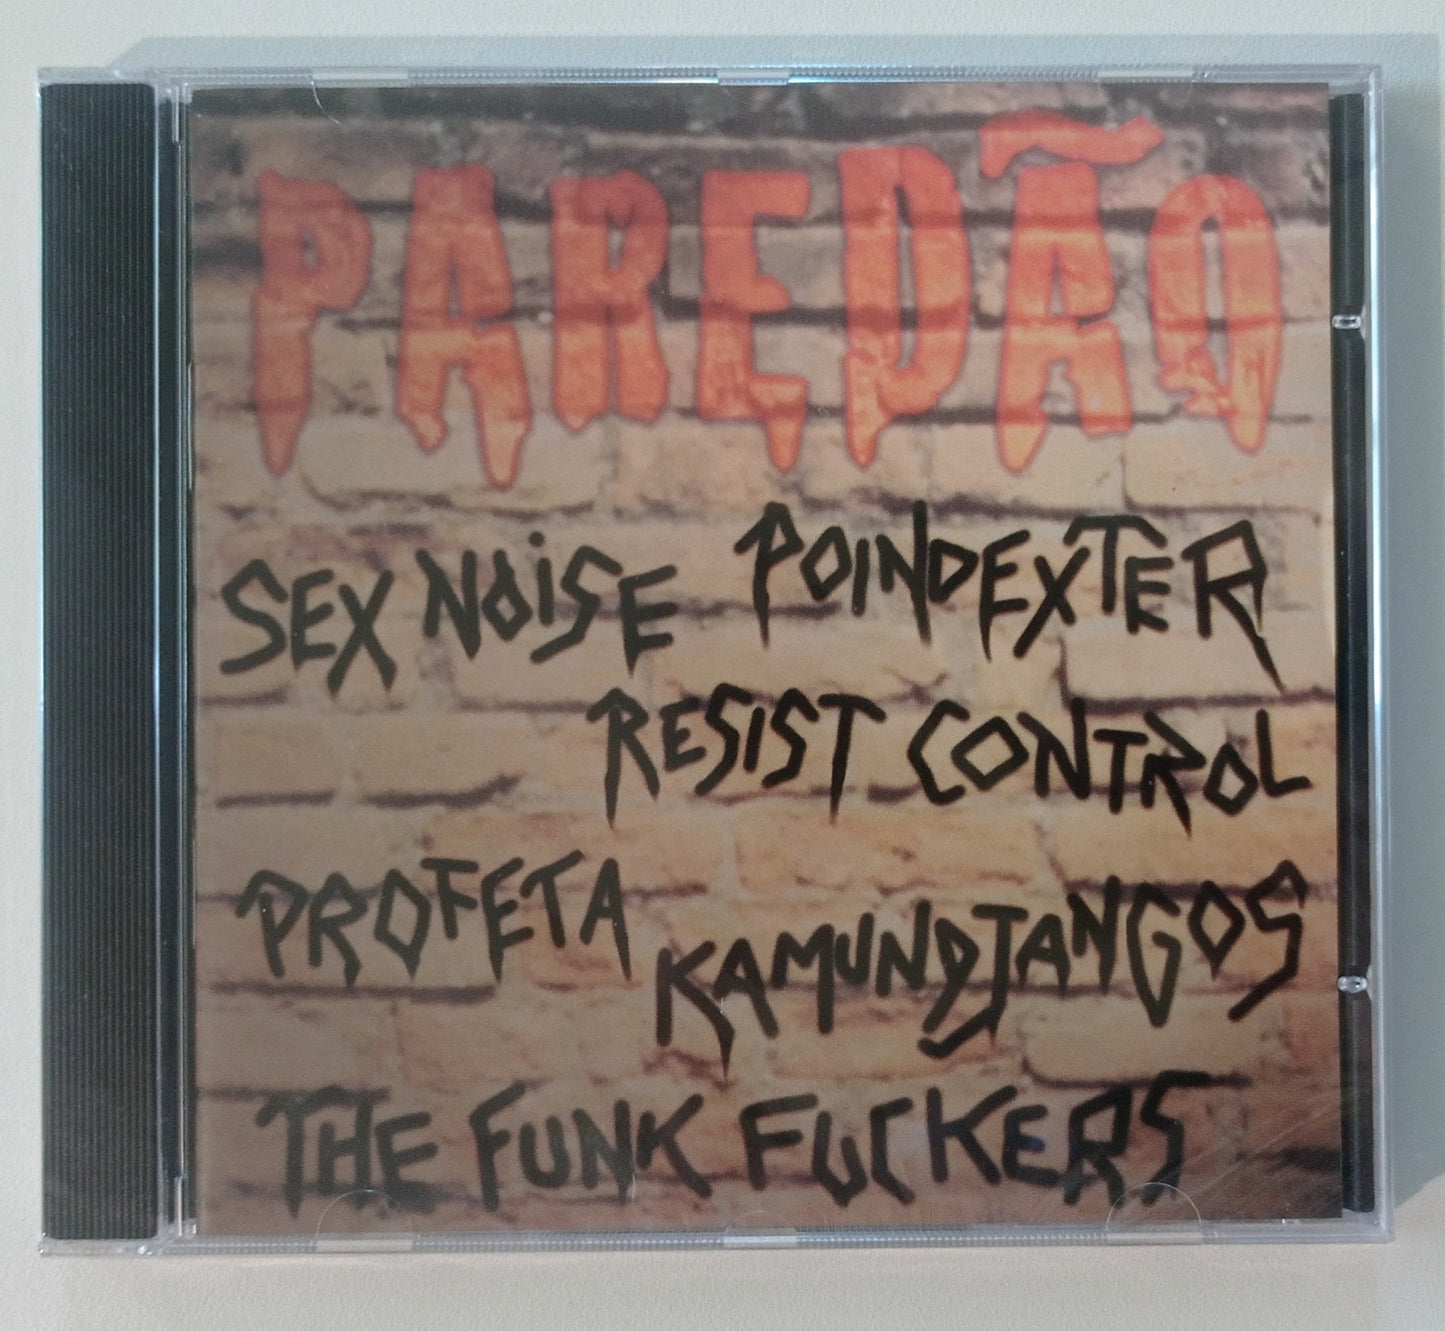 PAREDÃO
SEX NOISE
POINDEXTER
RESIST CONTROL
PROFETA
KAMUNDJANGOS
THE FUNK FUCKERS